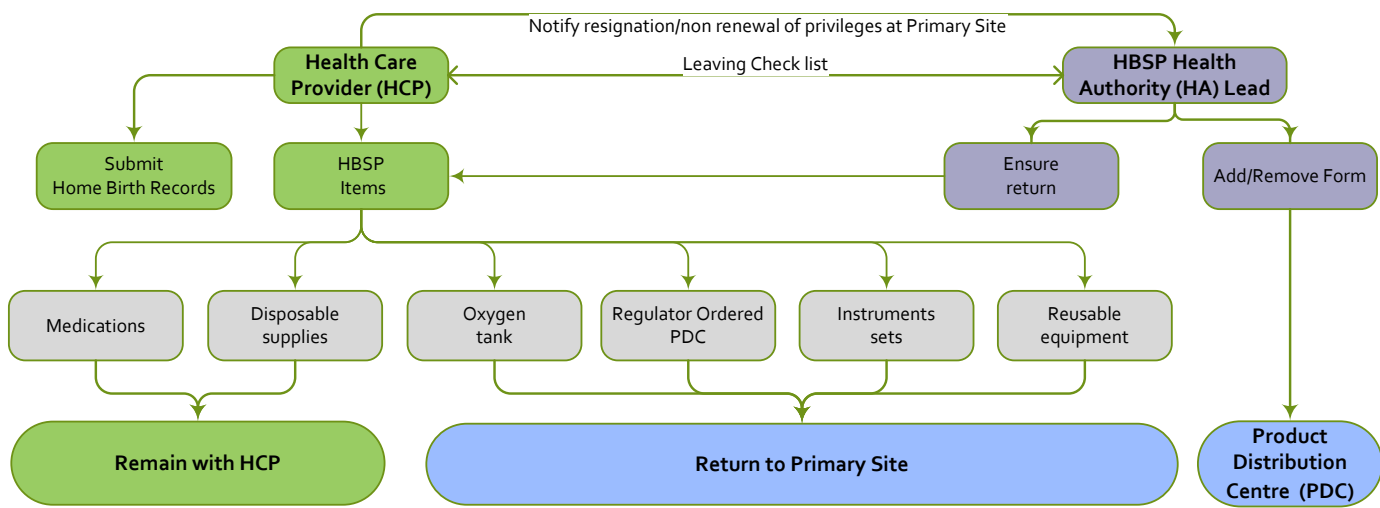 Notify resignation/non renewal of privileges at Primary Site
Health Care
Provider (HCP)
Leaving Check list
HBSP Health
Authority (HA) Lead
Submit
Home Birth Records
HBSP
Items
Ensure
return
Add/Remove Form
Medications
Disposable
supplies
Oxygen
tank
Regulator Ordered
PDC
Instruments
sets
Reusable
equipment
Remain with HCP
Return to Primary Site
Product
Distribution
Centre (PDC)